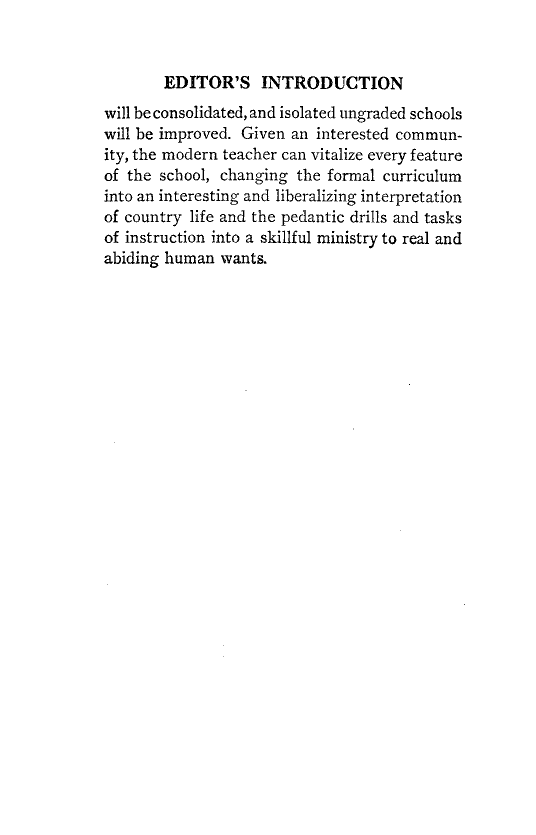 EDITOR'S INTRODUCTION
will be consolidated, and isolated ungraded schools
will be improved. Given an interested commun-
ity, the modern teacher can vitalize every feature
of the school, changing the formal curriculum
into an interesting and liberalizing interpretation
of country life and the pedantic drills and tasks
of instruction into a skillful ministry to real and
abiding human wants.